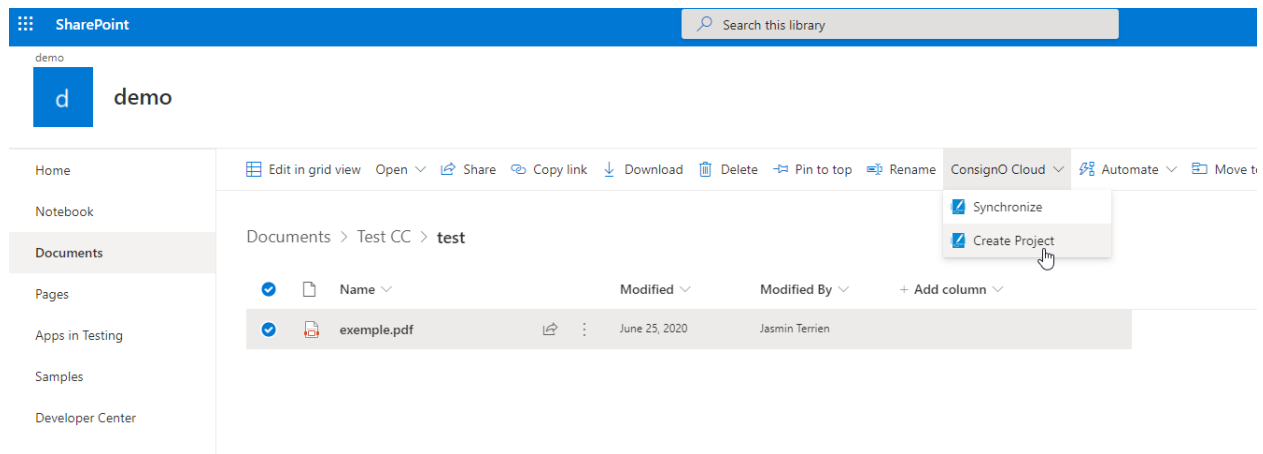 SharePoint
Search this library
demo
d
demo
Home
Notebook
Documents
Pages
Apps in Testing
Samples
Developer Center
Edit in grid view Open Share Copy link Download Delete Pin to top Rename ConsignO Cloud Automate Move
Synchronize
Create Project
Documents > Test CC > test
Name Modified Modified By + Add column
exemple.pdf June 25, 2020 Jasmin Terrien